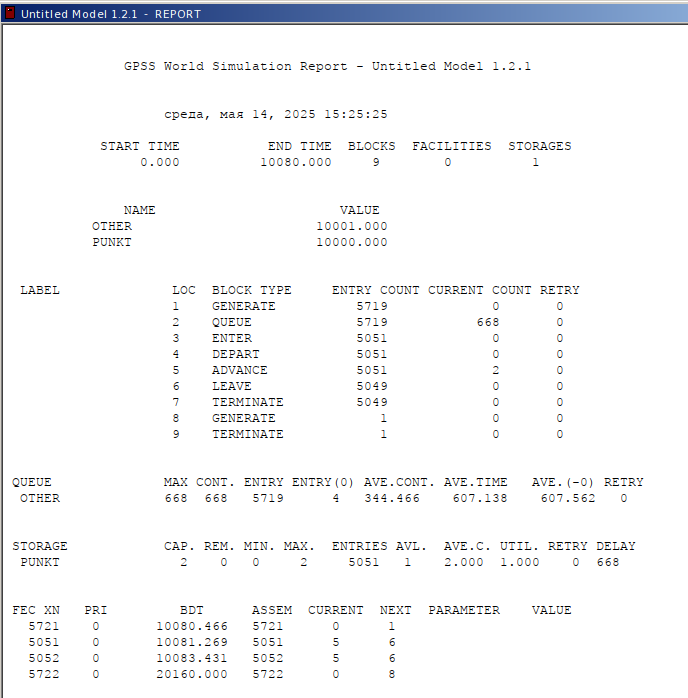 Untitled Model 1.2.1 - REPORT
GPSS World Simulation Report - Untitled Model 1.2.1
среда, мая 14, 2025 15:25:25
START TIME END TIME BLOCKS FACILITIES STORAGES
0.000 10080.000 9 0 1
NAME VALUE
OTHER 10001.000
PUNKT 10000.000
LABEL LOC BLOCK TYPE ENTRY COUNT CURRENT COUNT RETRY
1 GENERATE 5719 0 0
2 QUEUE 5719 668 0
3 ENTER 5051 0 0
4 DEPART 5051 0 0
5 ADVANCE 5051 2 0
6 LEAVE 5049 0 0
7 TERMINATE 5049 0 0
8 GENERATE 1 0 0
9 TERMINATE 1 0 0
QUEUE MAX CONT. ENTRY ENTRY(0) AVE.CONT. AVE.TIME AVE.(-0) RETRY
OTHER 668 668 5719 4 344.466 607.138 607.562 0
STORAGE CAP. REM. MIN. MAX. ENTRIES AVL. AVE.C. UTIL. RETRY DELAY
PUNKT 2 0 0 2 5051 1 2.000 1.000 0 668
FEC XN PRI BDT ASSEM CURRENT NEXT PARAMETER VALUE
5721 0 10080.466 5721 0 1
5051 0 10081.269 5051 5 6
5052 0 10083.431 5052 5 6
5722 0 20160.000 5722 0 8